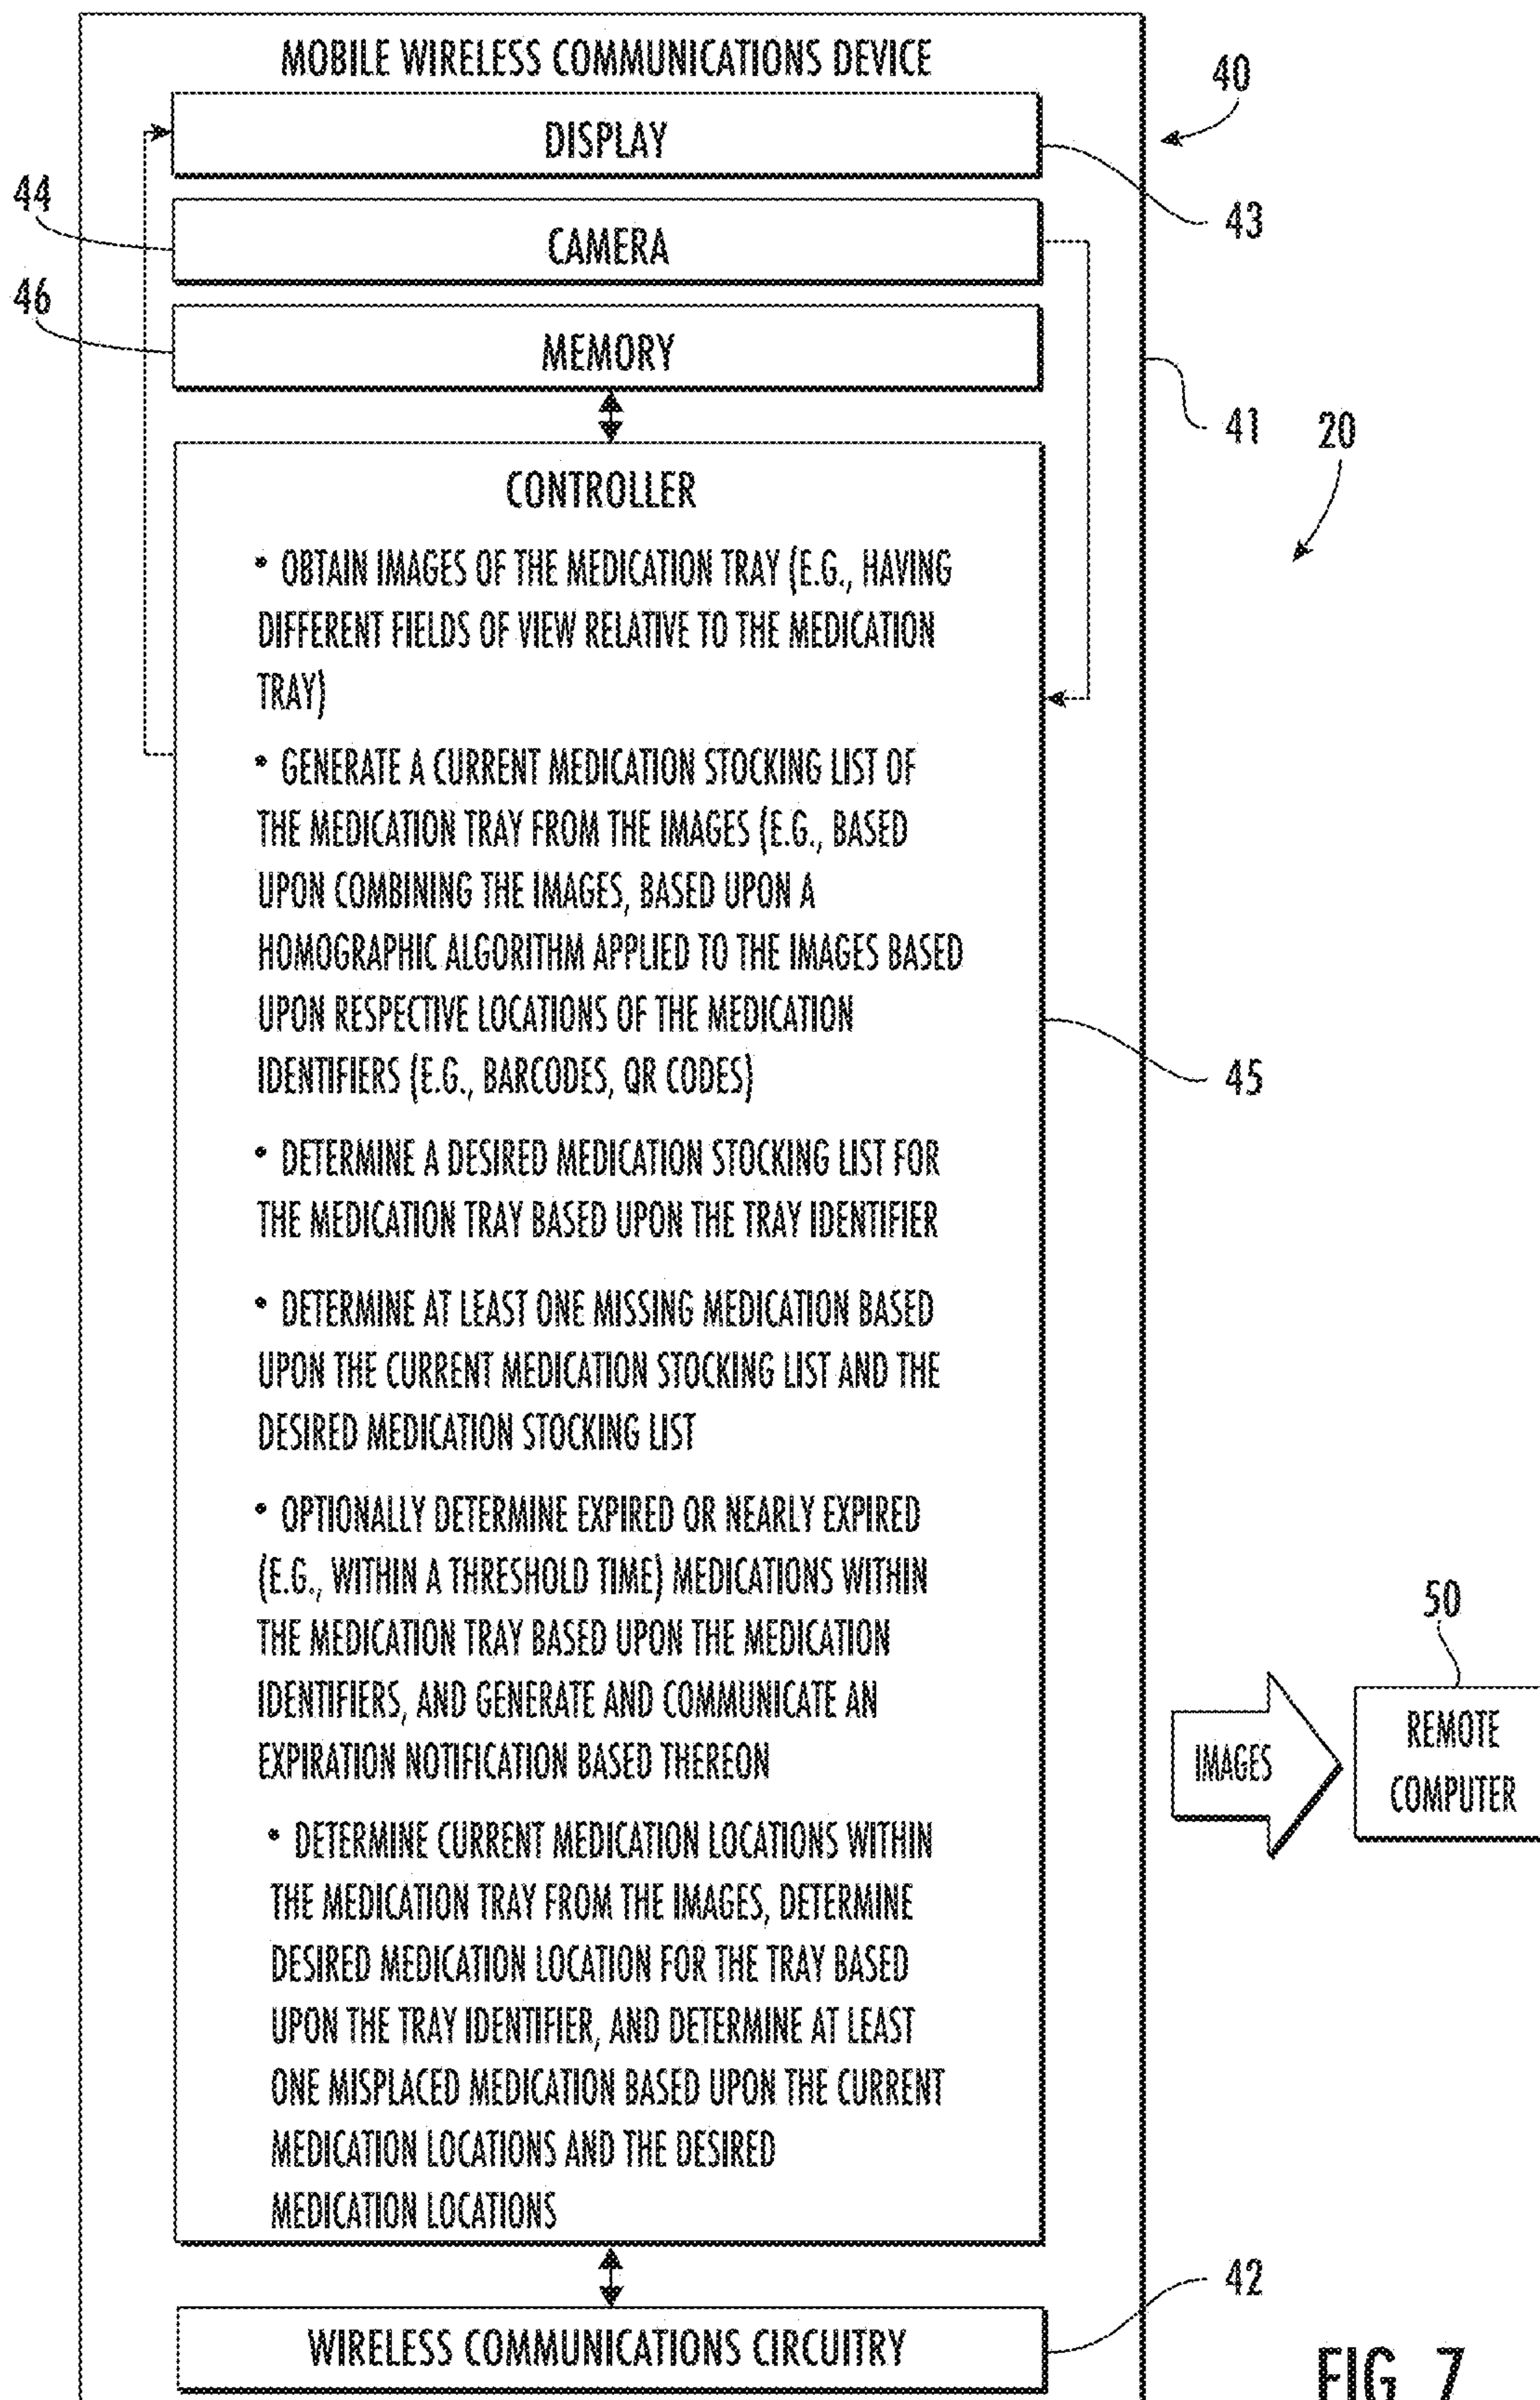 MOBILE WIRELESS COMMUNICATIONS DEVICE
40
DISPLAY
43
44
CAMERA
46
MEMORY
41
20
CONTROLLER
• OBTAIN IMAGES OF THE MEDICATION TRAY (E.G., HAVING
DIFFERENT FIELDS OF VIEW RELATIVE TO THE MEDICATION
TRAY)
• GENERATE A CURRENT MEDICATION STOCKING LIST OF
THE MEDICATION TRAY FROM THE IMAGES (E.G., BASED
UPON COMBINING THE IMAGES, BASED UPON A
HOMOGRAPHIC ALGORITHM APPLIED TO THE IMAGES BASED
UPON RESPECTIVE LOCATIONS OF THE MEDICATION
IDENTIFIERS (E.G., BARCODES, QR CODES)
45
• DETERMINE A DESIRED MEDICATION STOCKING LIST FOR
THE MEDICATION TRAY BASED UPON THE TRAY IDENTIFIER
• DETERMINE AT LEAST ONE MISSING MEDICATION BASED
UPON THE CURRENT MEDICATION STOCKING LIST AND THE
DESIRED MEDICATION STOCKING LIST
• OPTIONALLY DETERMINE EXPIRED OR NEARLY EXPIRED
(E.G., WITHIN A THRESHOLD TIME) MEDICATIONS WITHIN
THE MEDICATION TRAY BASED UPON THE MEDICATION
IDENTIFIERS, AND GENERATE AND COMMUNICATE AN
EXPIRATION NOTIFICATION BASED THEREON
• DETERMINE CURRENT MEDICATION LOCATIONS WITHIN
THE MEDICATION TRAY FROM THE IMAGES, DETERMINE
DESIRED MEDICATION LOCATION FOR THE TRAY BASED
UPON THE TRAY IDENTIFIER, AND DETERMINE AT LEAST
ONE MISPLACED MEDICATION BASED UPON THE CURRENT
MEDICATION LOCATIONS AND THE DESIRED
MEDICATION LOCATIONS
50
IMAGES
REMOTE
COMPUTER
42
WIRELESS COMMUNICATIONS CIRCUITRY
FIG. 7